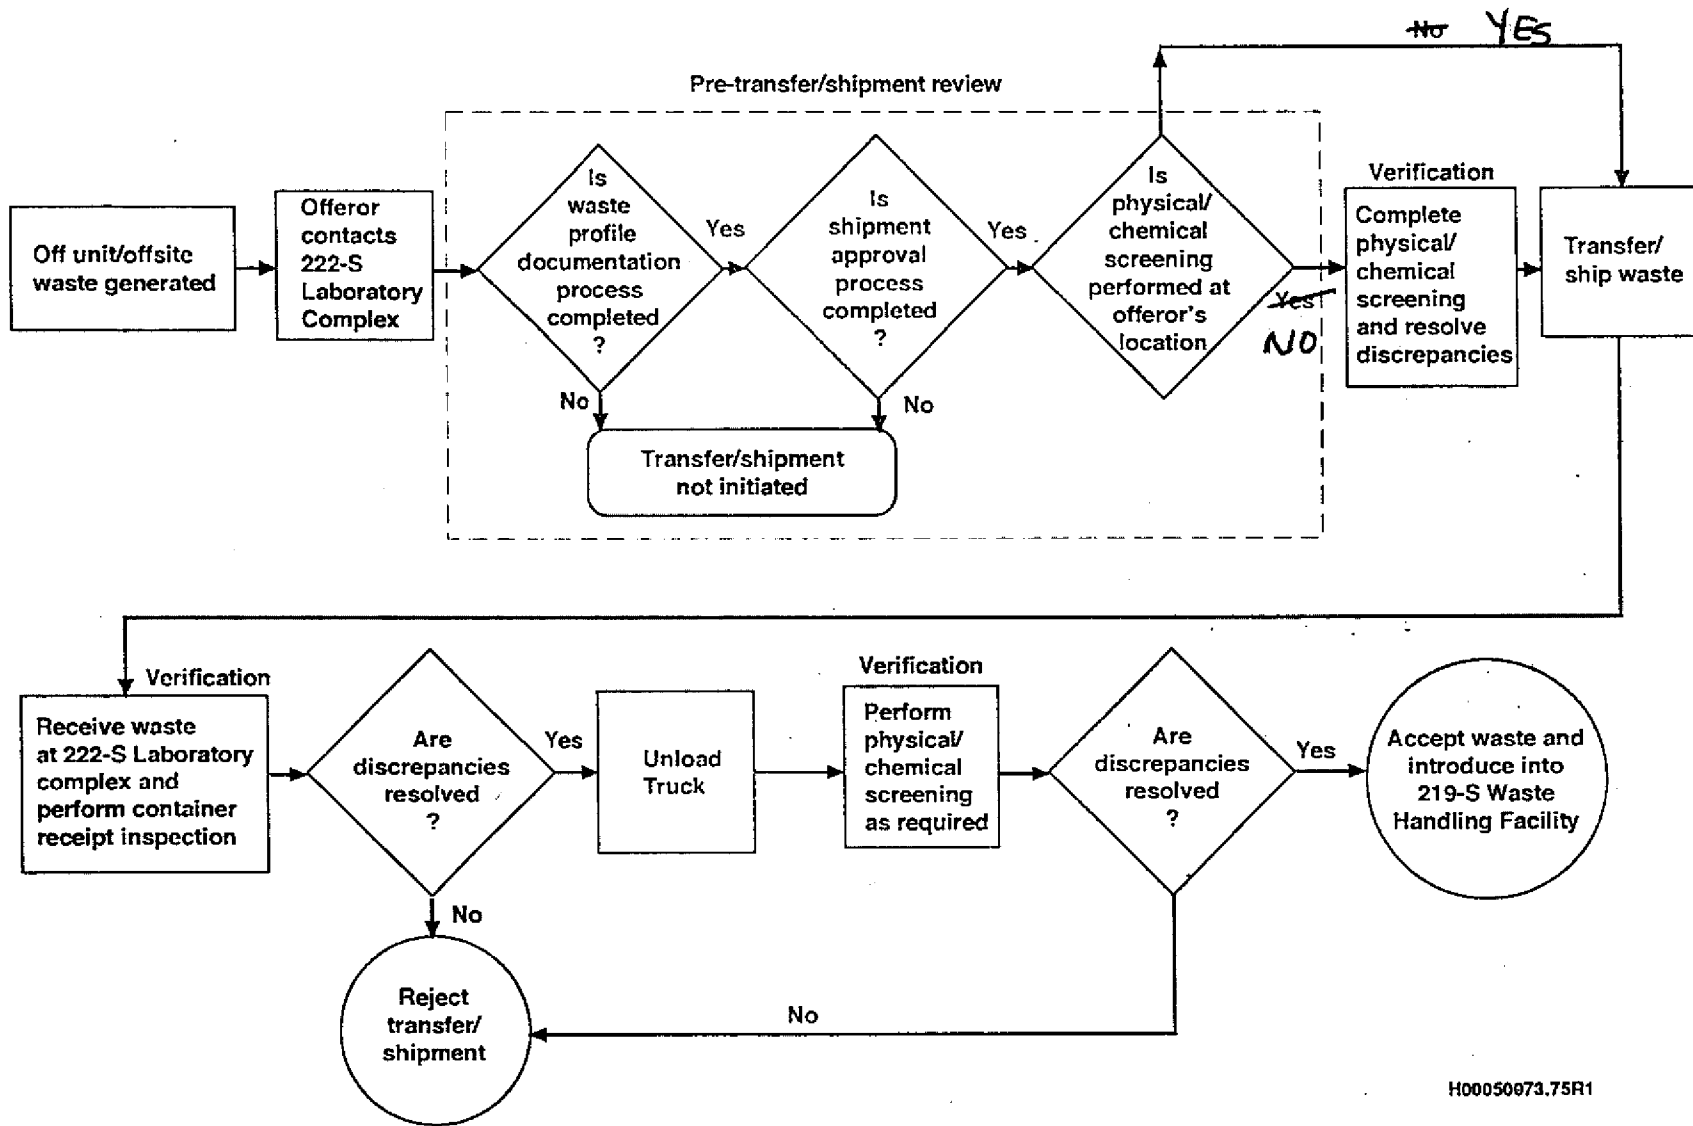 No YES
Pre-transfer/shipment review
Off unit/offsite
waste generated
Offeror
contacts
222-S
Laboratory
Complex
Is
waste
profile
documentation
process
completed
?
Yes
No
Is
shipment
approval
process
completed
?
Yes
No
Transfer/shipment
not initiated
Is
physical/
chemical
screening
performed at
offeror's
location
Yes
NO
Verification
Complete
physical/
chemical
screening
and resolve
discrepancies
Transfer/
ship waste
Verification
Receive waste
at 222-S Laboratory
complex and
perform container
receipt inspection
Are
discrepancies
resolved
?
Yes
No
Unload
Truck
Verification
Perform
physical/
chemical
screening
as required
Are
discrepancies
resolved
?
Yes
Accept waste and
introduce into
219-S Waste
Handling Facility
No
Reject
transfer/
shipment
H00050073.75R1